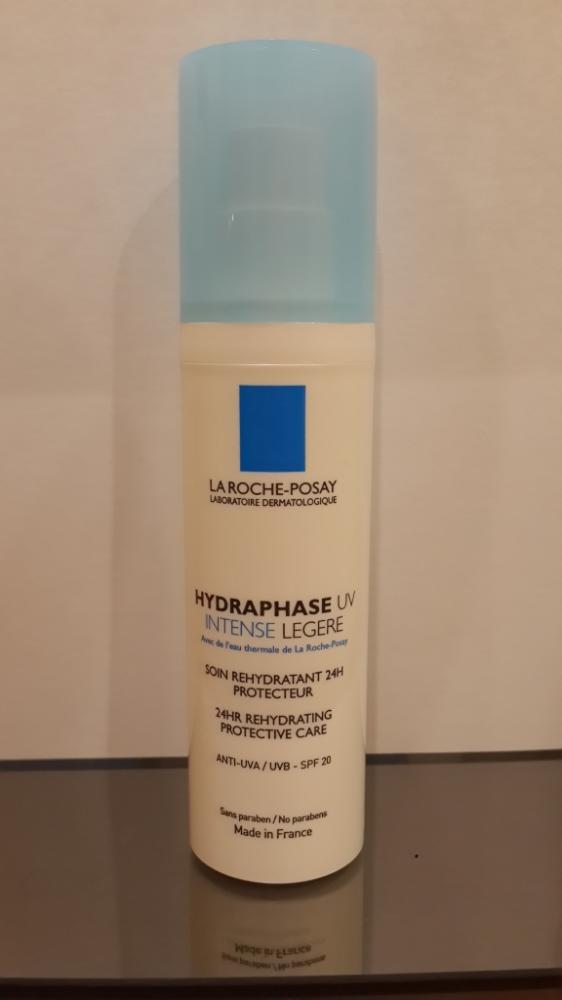 LA ROCHE-POSAY
LABORATOIRE DERMATOLOGIQUE
HYDRAPHASE UV
INTENSE LEGERE
Avec de l'eau thermale de La Roche-Posay
SOIN REHYDRATANT 24H
PROTECTEUR
24HR REHYDRATING
PROTECTIVE CARE
ANTI-UVA / UVB - SPF 20
Sans paraben / No parabens
Made in France